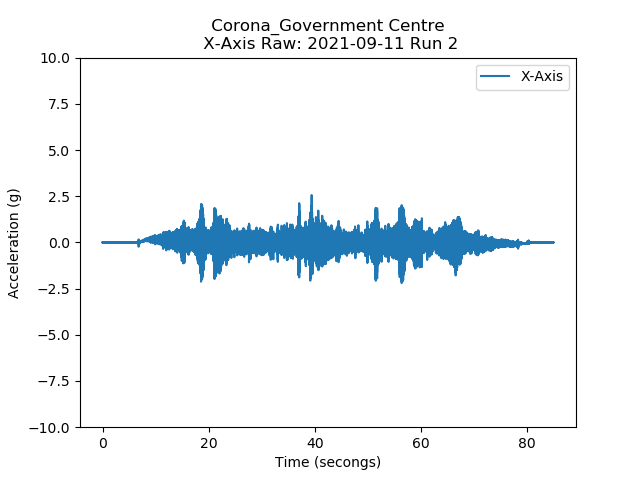 Corona_Government Centre
X-Axis Raw: 2021-09-11 Run 2
X-Axis
10.0
7.5
5.0
2.5
0.0
−2.5
−5.0
−7.5
−10.0
Acceleration (g)
0 20 40 60 80
Time (secongs)